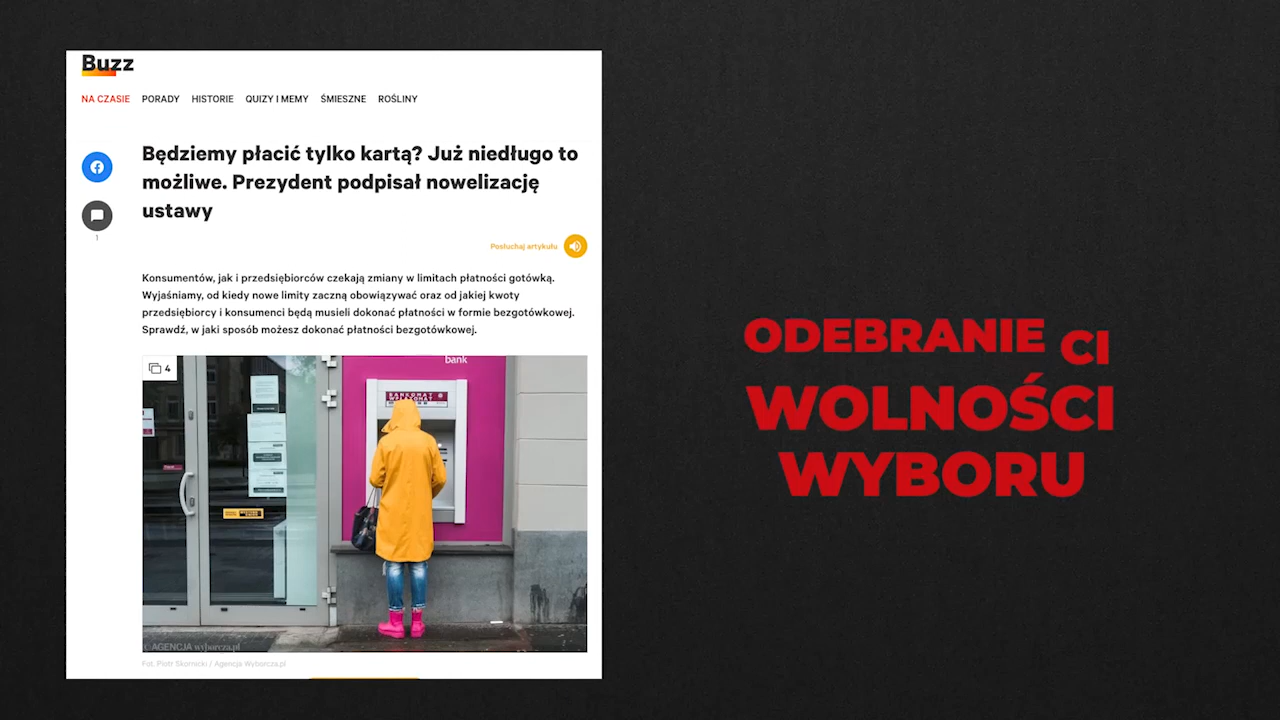 Buzz
NA CZASIE PORADY HISTORIE QUIZY I MEMY ŚMIESZNE ROŚLINY
Będziemy płacić tylko kartą? Już niedługo to
możliwe. Prezydent podpisał nowelizację
ustawy
1
Posłuchaj artykułu
Konsumentów, jak i przedsiębiorców czekają zmiany w limitach płatności gotówką.
Wyjaśniamy, od kiedy nowe limity zaczną obowiązywać oraz od jakiej kwoty
przedsiębiorcy i konsumenci będą musieli dokonać płatności w formie bezgotówkowej.
Sprawdź, w jaki sposób możesz dokonać płatności bezgotówkowej.
4
bank
BANKOMAT
©AGENCJA wyborcza.pl
Fot. Piotr Skornicki / Agencja Wyborcza.pl
ODEBRANIE CI
WOLNOŚCI
WYBORU